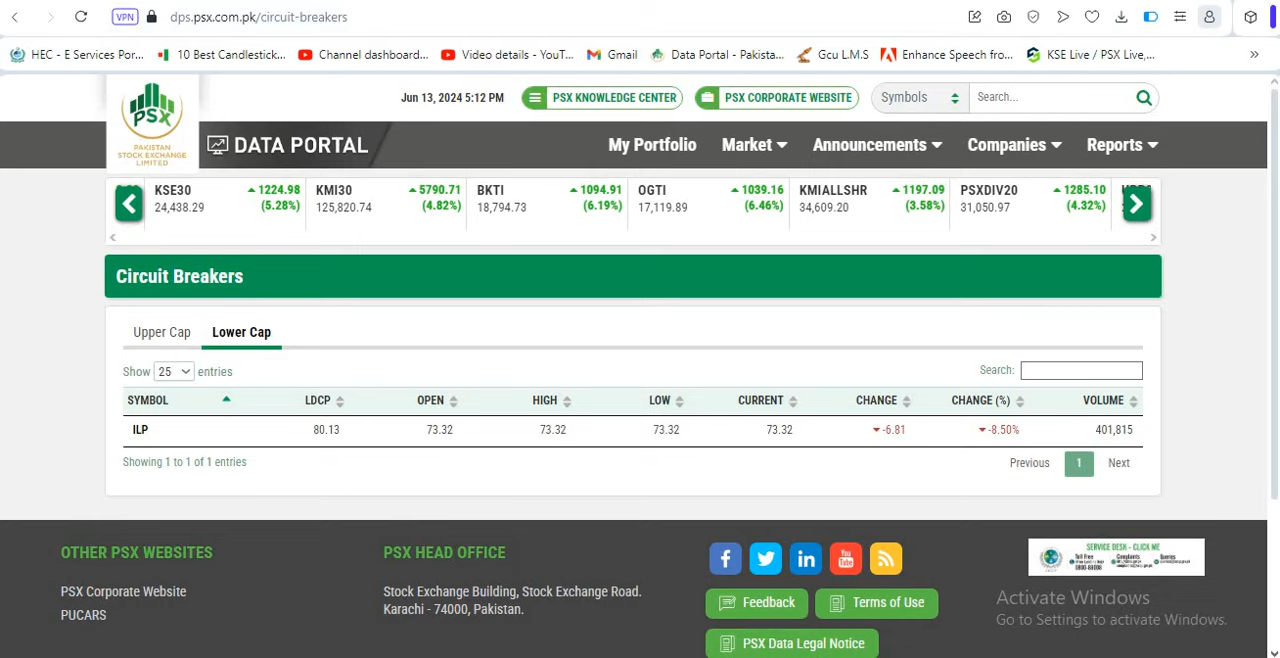 VPN dps.psx.com.pk/circuit-breakers
HEC - E Services Por... 10 Best Candlestick... Channel dashboard... Video details - YouT... Gmail Data Portal - Pakista... Gcu L.M.S Enhance Speech fro... KSE Live / PSX Live,... »
PSX
PAKISTAN
STOCK EXCHANGE
LIMITED
Jun 13, 2024 5:12 PM PSX KNOWLEDGE CENTER PSX CORPORATE WEBSITE Symbols Search...
DATA PORTAL My Portfolio Market Announcements Companies Reports
KSE30 1224.98 KMI30 5790.71 BKTI 1094.91 OGTI 1039.16 KMIALLSHR 1197.09 PSXDIV20 1285.10
24,438.29 (5.28%) 125,820.74 (4.82%) 18,794.73 (6.19%) 17,119.89 (6.46%) 34,609.20 (3.58%) 31,050.97 (4.32%)
Circuit Breakers
Upper Cap Lower Cap
Show 25 entries Search:
SYMBOL LDCP OPEN HIGH LOW CURRENT CHANGE CHANGE (%) VOLUME
ILP 80.13 73.32 73.32 73.32 73.32 -6.81 -8.50% 401,815
Showing 1 to 1 of 1 entries Previous 1 Next
OTHER PSX WEBSITES
PSX Corporate Website
PUCARS
PSX HEAD OFFICE
Stock Exchange Building, Stock Exchange Road.
Karachi - 74000, Pakistan.
Feedback Terms of Use
PSX Data Legal Notice
SERVICE DESK - CLICK ME
Toll Free Complaints Queries
Activate Windows
Go to Settings to activate Windows.